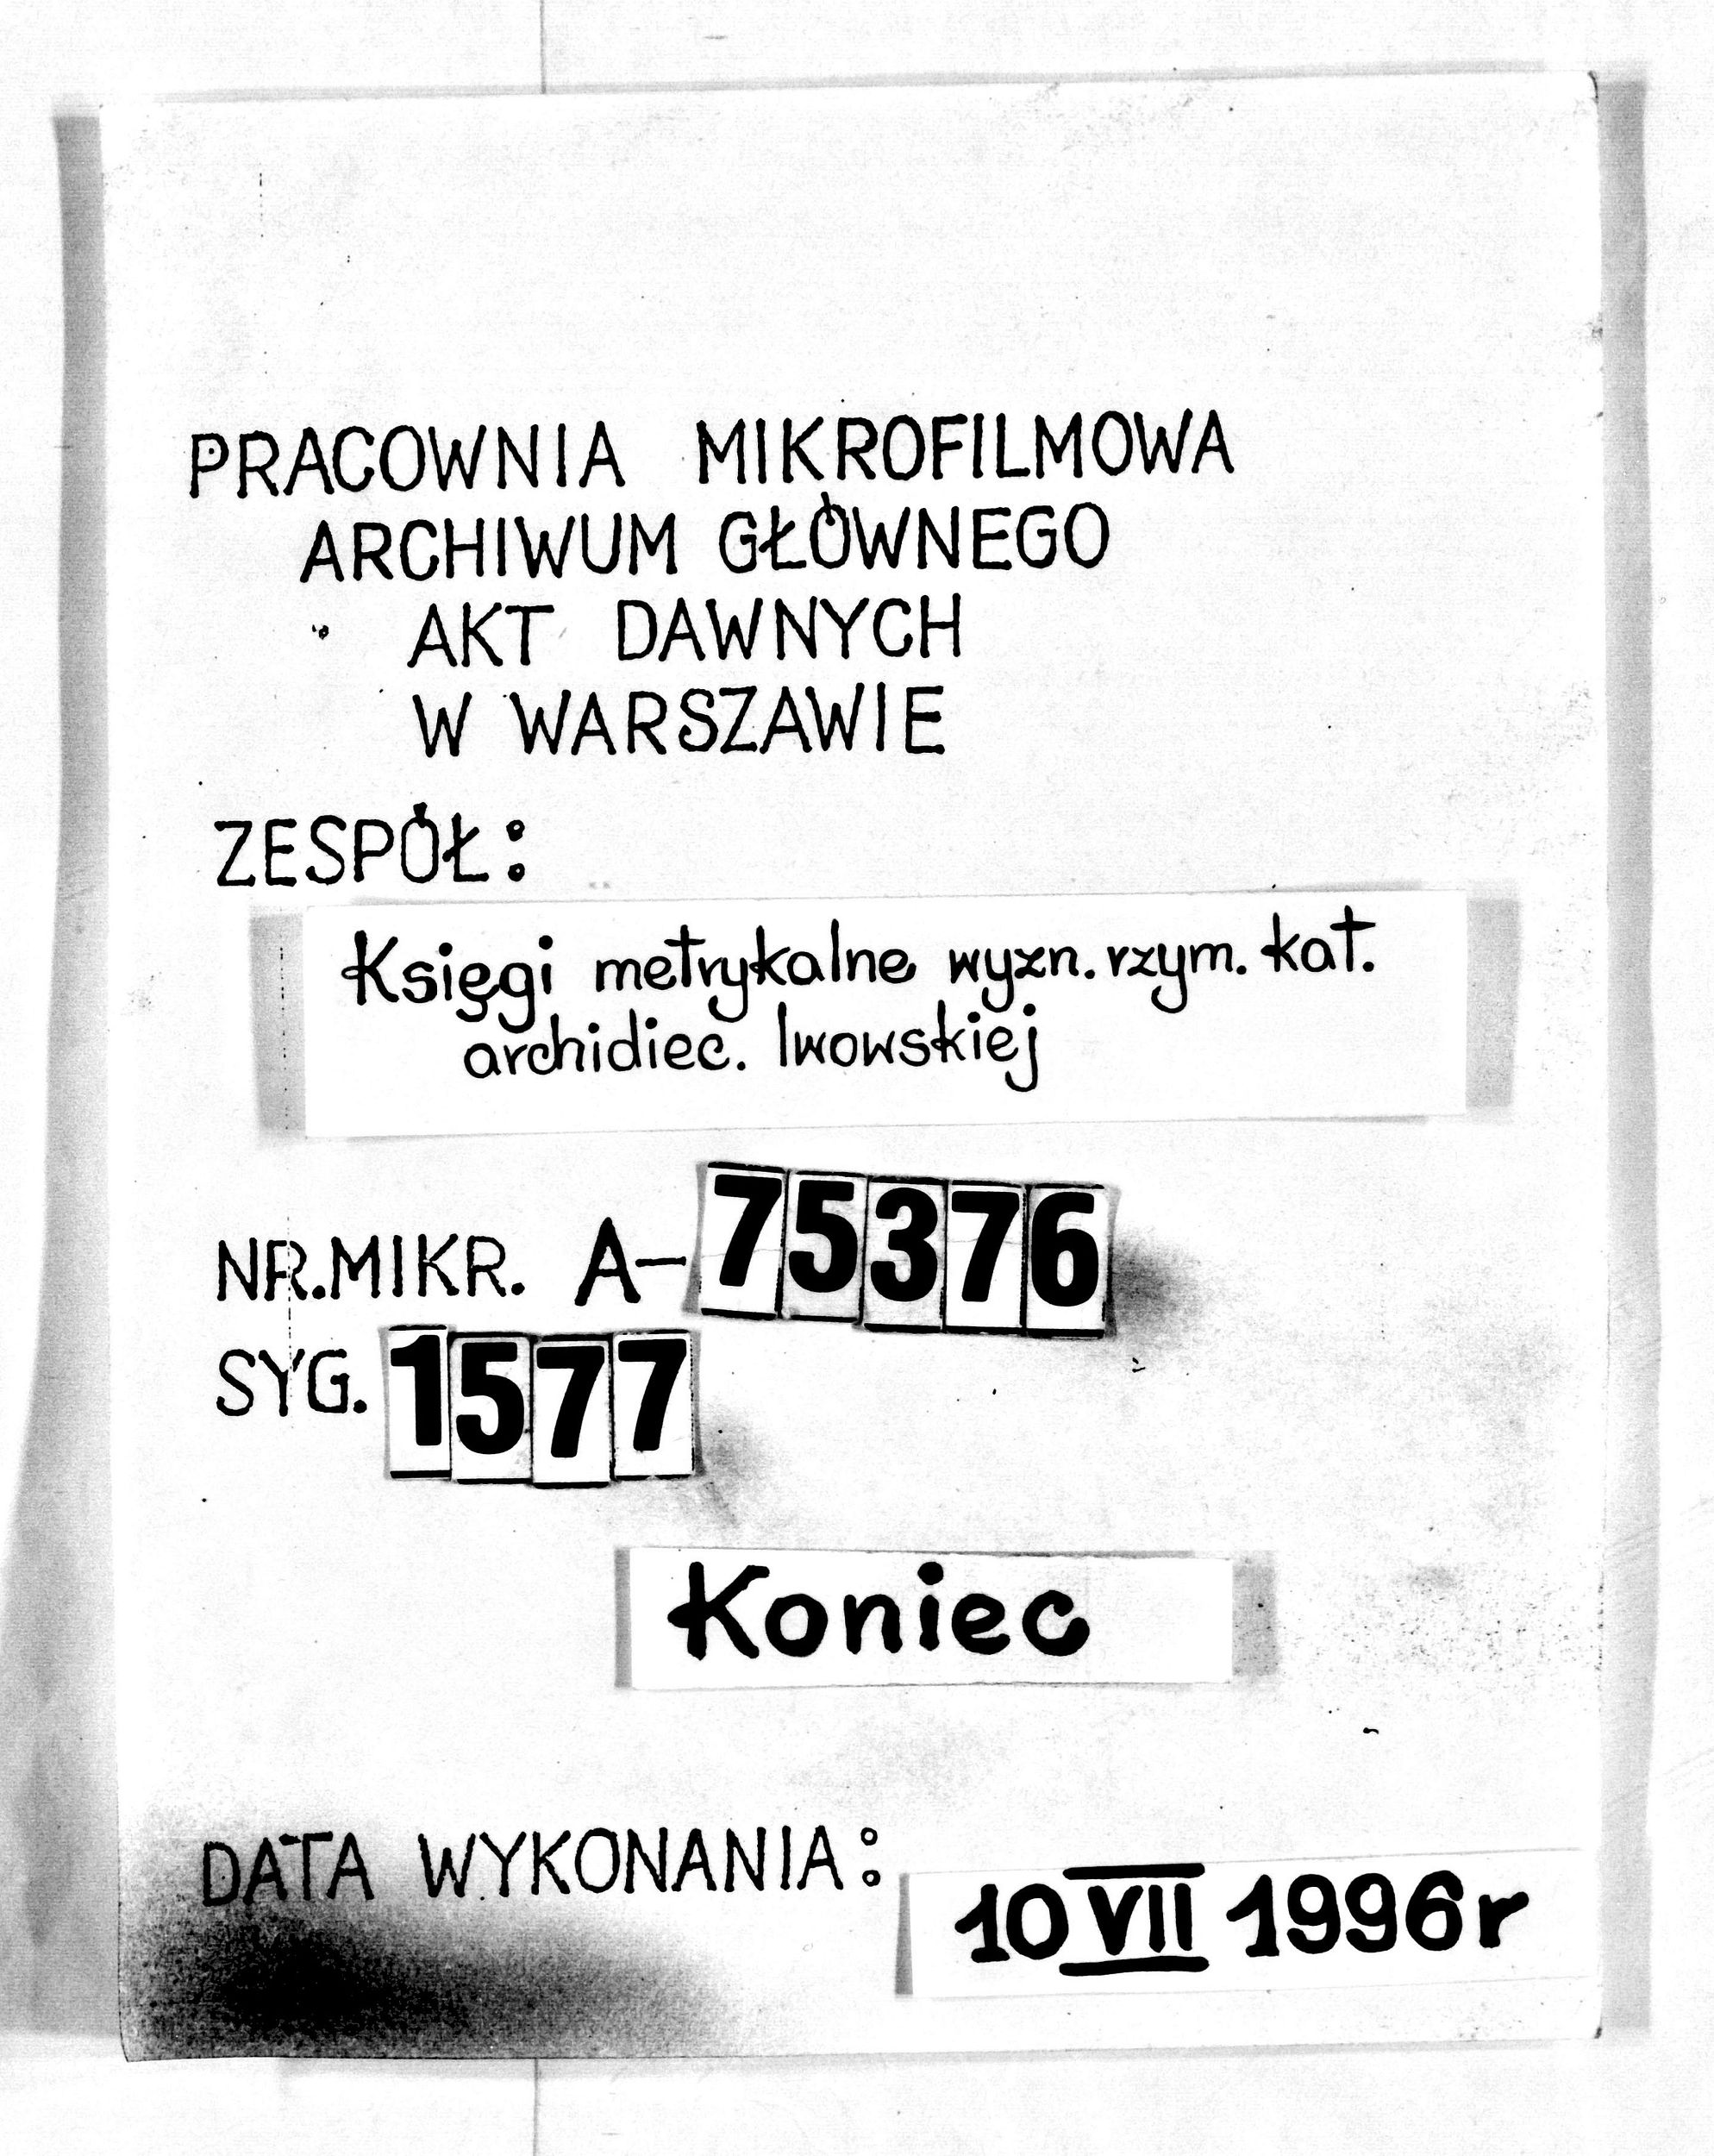 PRACOWNIA MIKROFILMOWA
ARCHIWUM GŁÓWNEGO
AKT DAWNYCH
W WARSZAWIE
ZESPÓŁ:
Księgi metrykalne wyzn. rzym. kat.
archidiec. lwowskiej
NR.MIKR. A-75376
SYG. 1577
Koniec
DATA WYKONANIA: 10 VII 1996r